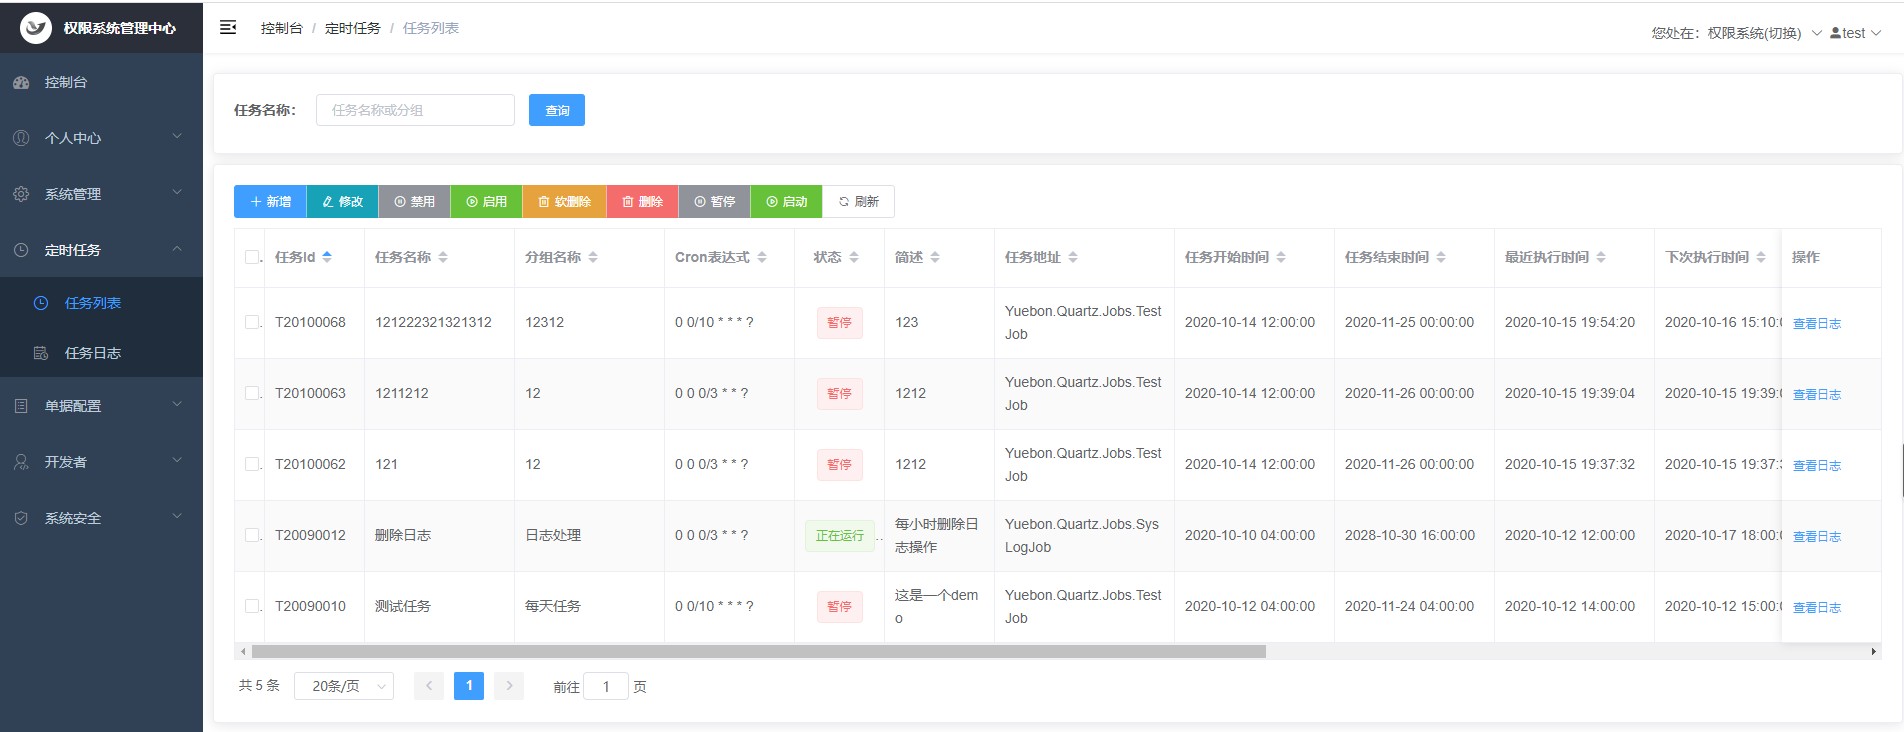 权限系统管理中心
控制台 / 定时任务 / 任务列表
您处在：权限系统(切换) test
控制台
个人中心
系统管理
定时任务
任务列表
任务日志
单据配置
开发者
系统安全
任务名称： 任务名称或分组 查询
新增 修改 禁用 启用 软删除 删除 暂停 启动 刷新
任务Id 任务名称 分组名称 Cron表达式 状态 简述 任务地址 任务开始时间 任务结束时间 最近执行时间 下次执行时间 操作
T20100068 121222321321312 12312 0 0/10 * * * ? 暂停 123 Yuebon.Quartz.Jobs.Test 2020-10-14 12:00:00 2020-11-25 00:00:00 2020-10-15 19:54:20 2020-10-16 15:10: 查看日志
Job
T20100063 1211212 12 0 0 0/3 * * ? 暂停 1212 Yuebon.Quartz.Jobs.Test 2020-10-14 12:00:00 2020-11-26 00:00:00 2020-10-15 19:39:04 2020-10-15 19:39: 查看日志
Job
T20100062 121 12 0 0 0/3 * * ? 暂停 1212 Yuebon.Quartz.Jobs.Test 2020-10-14 12:00:00 2020-11-26 00:00:00 2020-10-15 19:37:32 2020-10-15 19:37: 查看日志
Job
T20090012 删除日志 日志处理 0 0 0/3 * * ? 正在运行 每小时删除日 Yuebon.Quartz.Jobs.Sys 2020-10-10 04:00:00 2028-10-30 16:00:00 2020-10-12 12:00:00 2020-10-17 18:00: 查看日志
志操作 LogJob
T20090010 测试任务 每天任务 0 0/10 * * * ? 暂停 这是一个dem Yuebon.Quartz.Jobs.Test 2020-10-12 04:00:00 2020-11-24 04:00:00 2020-10-12 14:00:00 2020-10-12 15:00: 查看日志
o Job
共 5 条 20条/页 1 前往 1 页